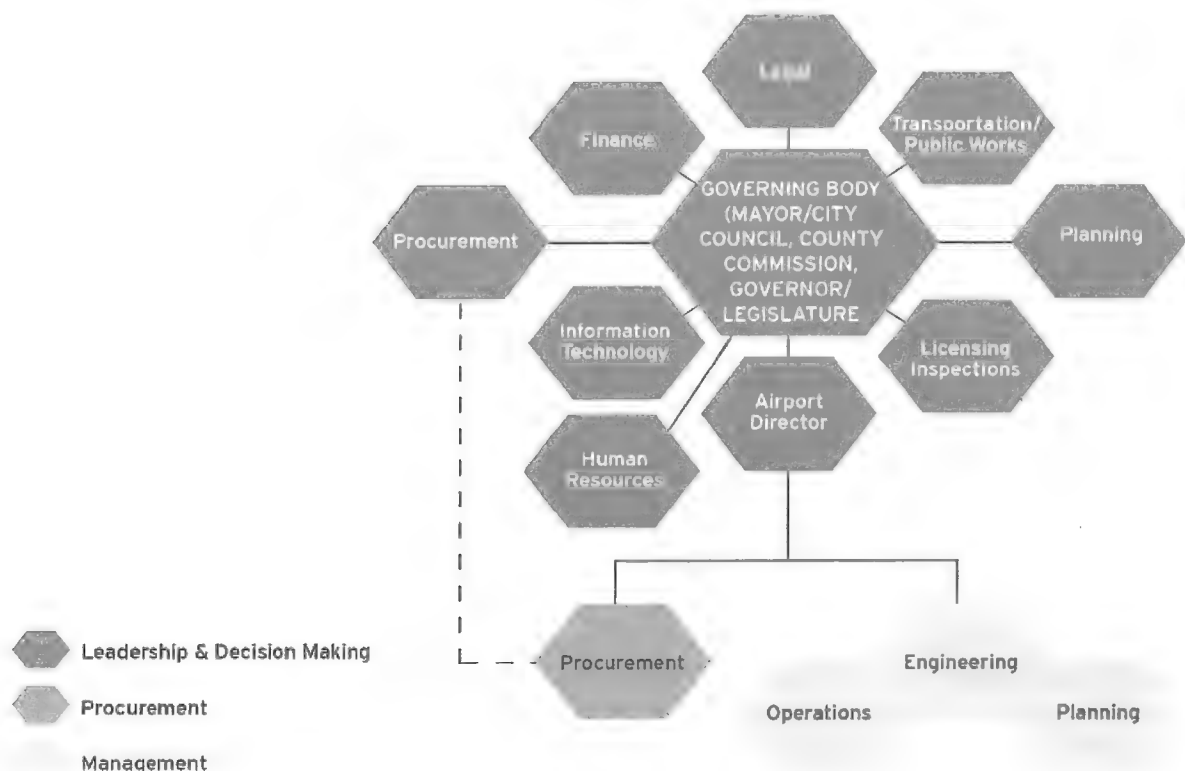 Legal
Finance
Transportation/
Public Works
GOVERNING BODY
(MAYOR/CITY
COUNCIL, COUNTY
COMMISSION,
GOVERNOR/
LEGISLATURE
Procurement
Planning
Information
Technology
Licensing
Inspections
Airport
Director
Human
Resources
Procurement
Engineering
Operations
Planning
Leadership & Decision Making
Procurement
Management